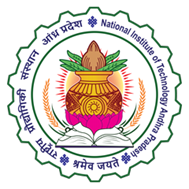 राष्ट्रीय प्रौद्योगिकी संस्थान आंध्र प्रदेश
National Institute of Technology Andhra Pradesh
श्रमेव जयते